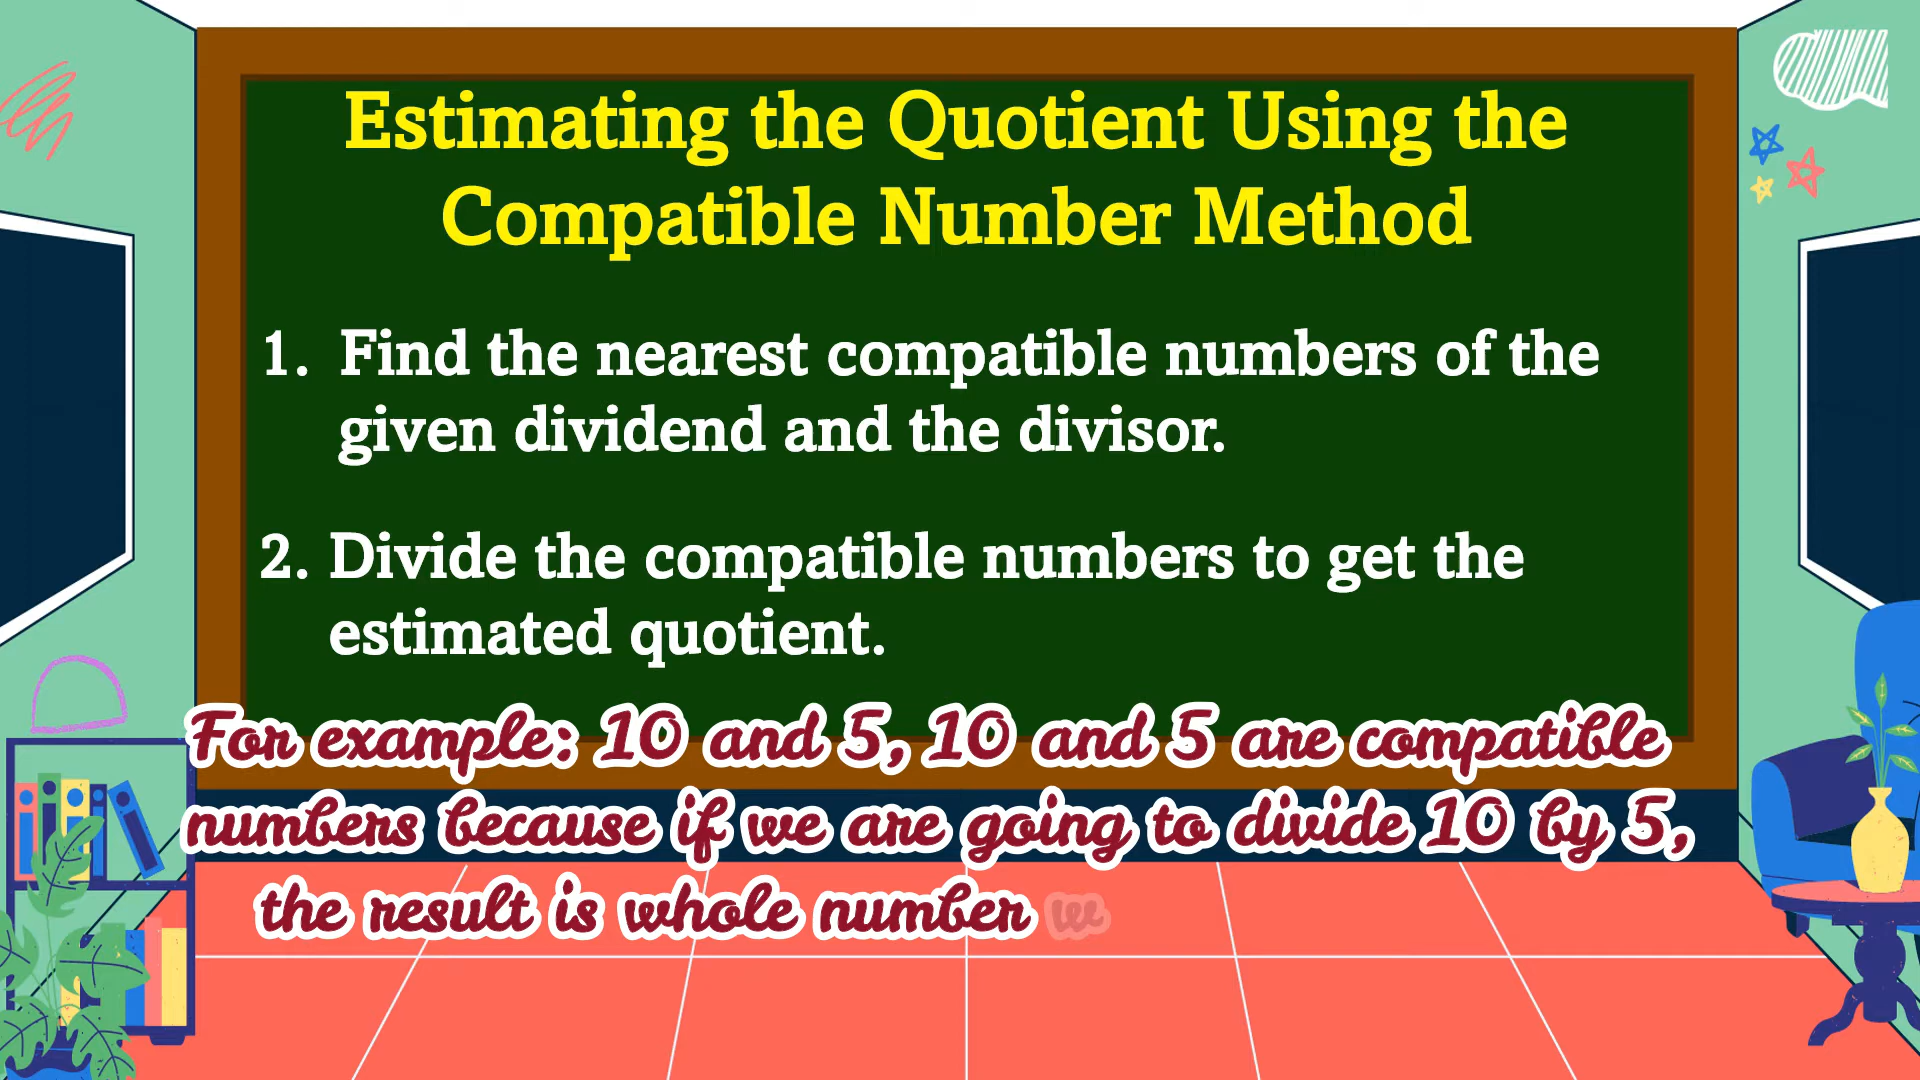 Estimating the Quotient Using the
Compatible Number Method
1. Find the nearest compatible numbers of the
given dividend and the divisor.
2. Divide the compatible numbers to get the
estimated quotient.
For example: 10 and 5, 10 and 5 are compatible
numbers because if we are going to divide 10 by 5,
the result is whole number w